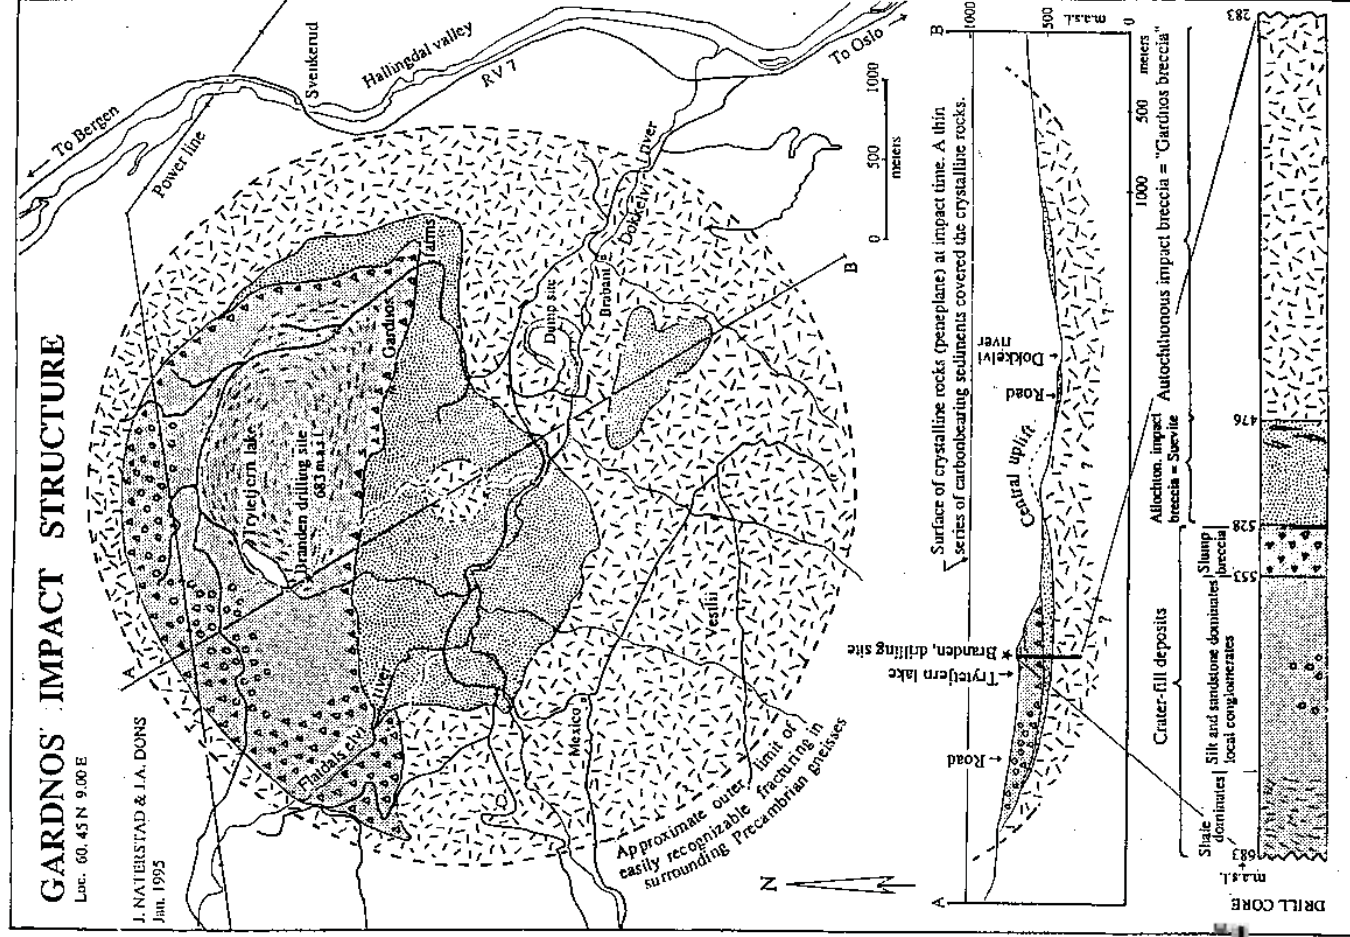 GARDNOS IMPACT STRUCTURE
Loc. 60.45 N 9.00 E
J. NATERSTAD & J.A. DONS
Jan. 1995
To Bergen
Power line
Svenkerud
Hallingdal valley
RV 7
To Oslo
Trytetjern lake
Branden drilling site
683 m.a.s.l.
Gardnos
farms
Dump site
Brabant
Dokkelvi river
Flatdalselvi river
Mexico
Vestlii
A
B
0 500 1000
meters
N
Approximate outer limit of
easily recognizable fracturing in
surrounding Precambrian gneisses
Surface of crystalline rocks (peneplane) at impact time. A thin
series of carbonbearing sediments covered the crystalline rocks.
A
B
1000
500
0
m.a.s.l.
Road
Trytetjern lake
Branden, drilling site
Central uplift
Road
Dokkelvi
river
?
?
?
1000 500
meters
Crater-fill deposits
Shale
dominates
Silt and sandstone dominates
local conglomerates
Slump
breccia
Allochton. impact
breccia = Suevite
Autochthonous impact breccia = "Gardnos breccia"
DRILL CORE
m.a.s.l.
683
553
528
476
283